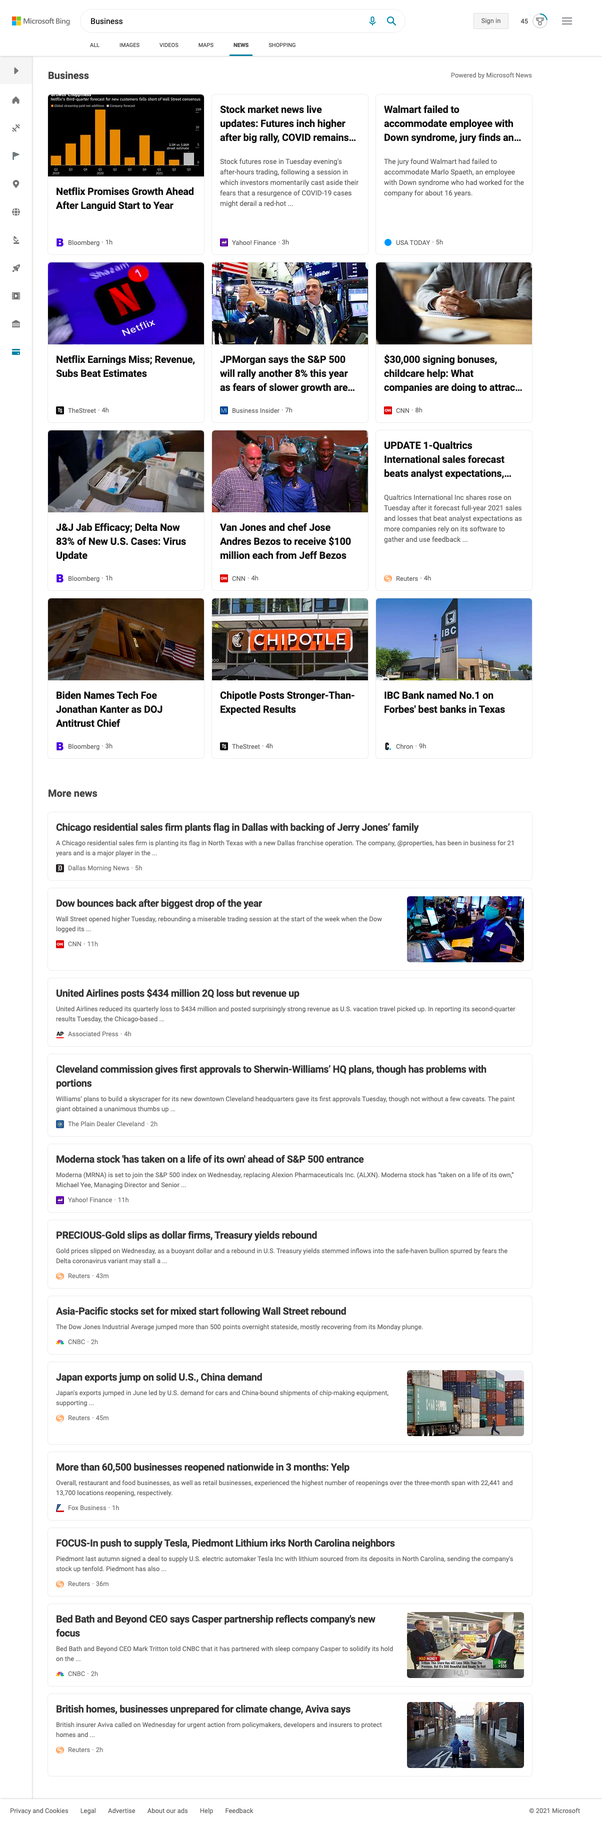 Microsoft Bing
Business
Sign in
45
ALL IMAGES VIDEOS MAPS NEWS SHOPPING
Business
Powered by Microsoft News
Netflix's third-quarter forecast for new customers falls short of Wall Street consensus
Netflix Promises Growth Ahead
After Languid Start to Year
Bloomberg · 1h
Stock market news live
updates: Futures inch higher
after big rally, COVID remains...
Stock futures rose in Tuesday evening's
after-hours trading, following a session in
which investors momentarily cast aside their
fears that a resurgence of COVID-19 cases
might derail a red-hot ...
Yahoo! Finance · 3h
Walmart failed to
accommodate employee with
Down syndrome, jury finds an...
The jury found Walmart had failed to
accommodate Marlo Spaeth, an employee
with Down syndrome who had worked for the
company for about 16 years.
USA TODAY · 5h
Shazam
1
N
Netflix
Netflix Earnings Miss; Revenue,
Subs Beat Estimates
TheStreet · 4h
JPMorgan says the S&P 500
will rally another 8% this year
as fears of slower growth are...
Business Insider · 7h
$30,000 signing bonuses,
childcare help: What
companies are doing to attrac...
CNN · 8h
J&J Jab Efficacy; Delta Now
83% of New U.S. Cases: Virus
Update
Bloomberg · 1h
Van Jones and chef Jose
Andres Bezos to receive $100
million each from Jeff Bezos
CNN · 4h
UPDATE 1-Qualtrics
International sales forecast
beats analyst expectations,...
Qualtrics International Inc shares rose on
Tuesday after it forecast full-year 2021 sales
and losses that beat analyst expectations as
more companies rely on its software to
gather and use feedback ...
Reuters · 4h
Biden Names Tech Foe
Jonathan Kanter as DOJ
Antitrust Chief
Bloomberg · 3h
CHIPOTLE
Chipotle Posts Stronger-Than-
Expected Results
TheStreet · 4h
IBC
IBC Bank named No.1 on
Forbes' best banks in Texas
Chron · 9h
More news
Chicago residential sales firm plants flag in Dallas with backing of Jerry Jones' family
A Chicago residential sales firm is planting its flag in North Texas with a new Dallas franchise operation. The company, @properties, has been in business for 21
years and is a major player in the ...
Dallas Morning News · 5h
Dow bounces back after biggest drop of the year
Wall Street opened higher Tuesday, rebounding a miserable trading session at the start of the week when the Dow
logged its ...
CNN · 11h
United Airlines posts $434 million 2Q loss but revenue up
United Airlines reduced its quarterly loss to $434 million and posted surprisingly strong revenue as U.S. vacation travel picked up. In reporting its second-quarter
results Tuesday, the Chicago-based ...
AP Associated Press · 4h
Cleveland commission gives first approvals to Sherwin-Williams' HQ plans, though has problems with
portions
Williams' plans to build a skyscraper for its new downtown Cleveland headquarters gave its first approvals Tuesday, though not without a few caveats. The paint
giant obtained a unanimous thumbs up ...
The Plain Dealer Cleveland · 2h
Moderna stock 'has taken on a life of its own' ahead of S&P 500 entrance
Moderna (MRNA) is set to join the S&P 500 index on Wednesday, replacing Alexion Pharmaceuticals Inc. (ALXN). Moderna stock has "taken on a life of its own,"
Michael Yee, Managing Director and Senior ...
Yahoo! Finance · 11h
PRECIOUS-Gold slips as dollar firms, Treasury yields rebound
Gold prices slipped on Wednesday, as a buoyant dollar and a rebound in U.S. Treasury yields stemmed inflows into the safe-haven bullion spurred by fears the
Delta coronavirus variant may stall a ...
Reuters · 43m
Asia-Pacific stocks set for mixed start following Wall Street rebound
The Dow Jones Industrial Average jumped more than 500 points overnight stateside, mostly recovering from its Monday plunge.
CNBC · 2h
Japan exports jump on solid U.S., China demand
Japan's exports jumped in June led by U.S. demand for cars and China-bound shipments of chip-making equipment,
supporting ...
Reuters · 45m
More than 60,500 businesses reopened nationwide in 3 months: Yelp
Overall, restaurant and food businesses, as well as retail businesses, experienced the highest number of reopenings over the three-month span with 22,441 and
13,700 locations reopening, respectively.
Fox Business · 1h
FOCUS-In push to supply Tesla, Piedmont Lithium irks North Carolina neighbors
Piedmont last autumn signed a deal to supply U.S. electric automaker Tesla Inc with lithium sourced from its deposits in North Carolina, sending the company's
stock up tenfold. Piedmont has also ...
Reuters · 36m
Bed Bath and Beyond CEO says Casper partnership reflects company's new
focus
Bed Bath and Beyond CEO Mark Tritton told CNBC that it has partnered with sleep company Casper to solidify its hold
on the ...
CNBC · 2h
British homes, businesses unprepared for climate change, Aviva says
British insurer Aviva called on Wednesday for urgent action from policymakers, developers and insurers to protect
homes and ...
Reuters · 2h
Privacy and Cookies Legal Advertise About our ads Help Feedback
© 2021 Microsoft